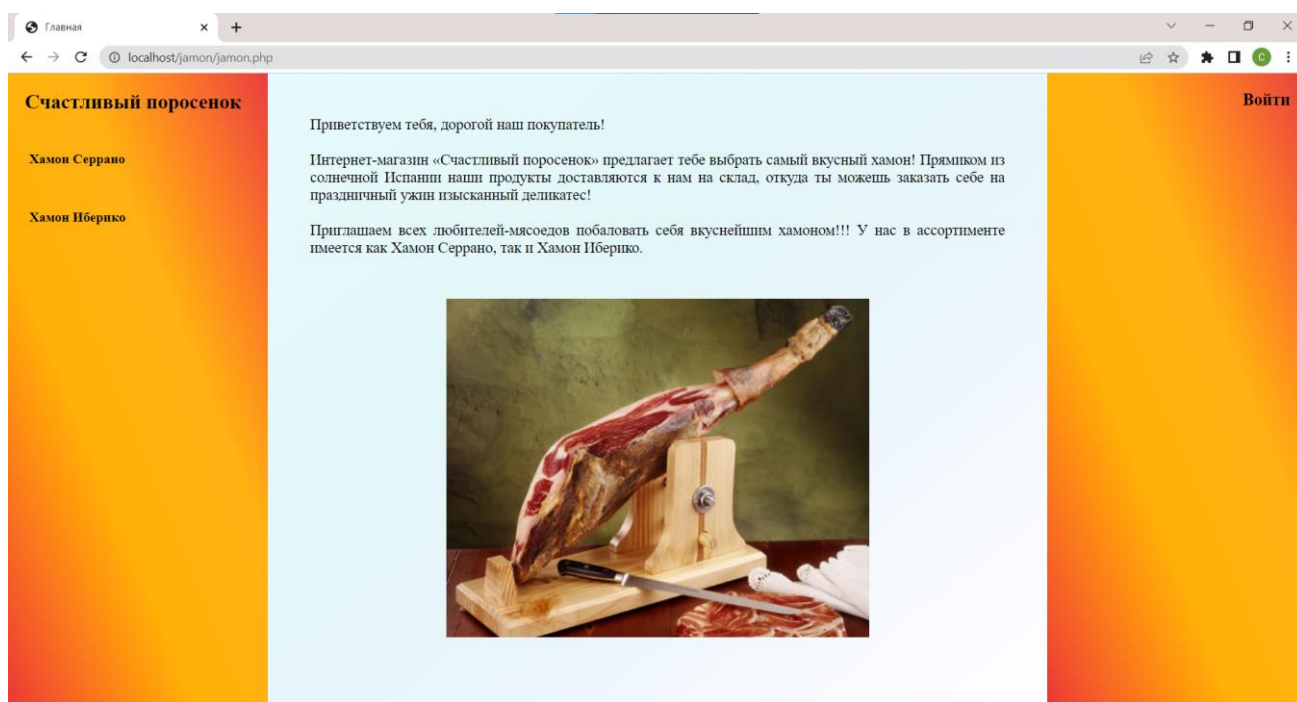 Главная
localhost/jamon/jamon.php
Счастливый поросенок
Войти
Хамон Серрано
Хамон Иберико
Приветствуем тебя, дорогой наш покупатель!
Интернет-магазин «Счастливый поросенок» предлагает тебе выбрать самый вкусный хамон! Прямиком из
солнечной Испании наши продукты доставляются к нам на склад, откуда ты можешь заказать себе на
праздничный ужин изысканный деликатес!
Приглашаем всех любителей-мясоедов побаловать себя вкуснейшим хамоном!!! У нас в ассортименте
имеется как Хамон Серрано, так и Хамон Иберико.